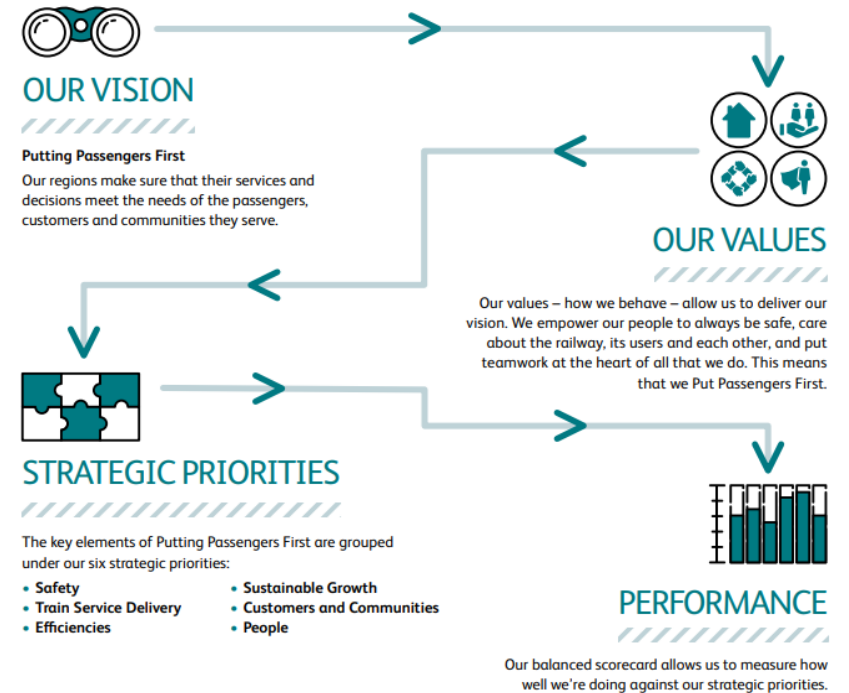 OUR VISION
Putting Passengers First
Our regions make sure that their services and
decisions meet the needs of the passengers,
customers and communities they serve.
OUR VALUES
Our values – how we behave – allow us to deliver our
vision. We empower our people to always be safe, care
about the railway, its users and each other, and put
teamwork at the heart of all that we do. This means
that we Put Passengers First.
STRATEGIC PRIORITIES
The key elements of Putting Passengers First are grouped
under our six strategic priorities:
• Safety
• Train Service Delivery
• Efficiencies
• Sustainable Growth
• Customers and Communities
• People
PERFORMANCE
Our balanced scorecard allows us to measure how
well we're doing against our strategic priorities.